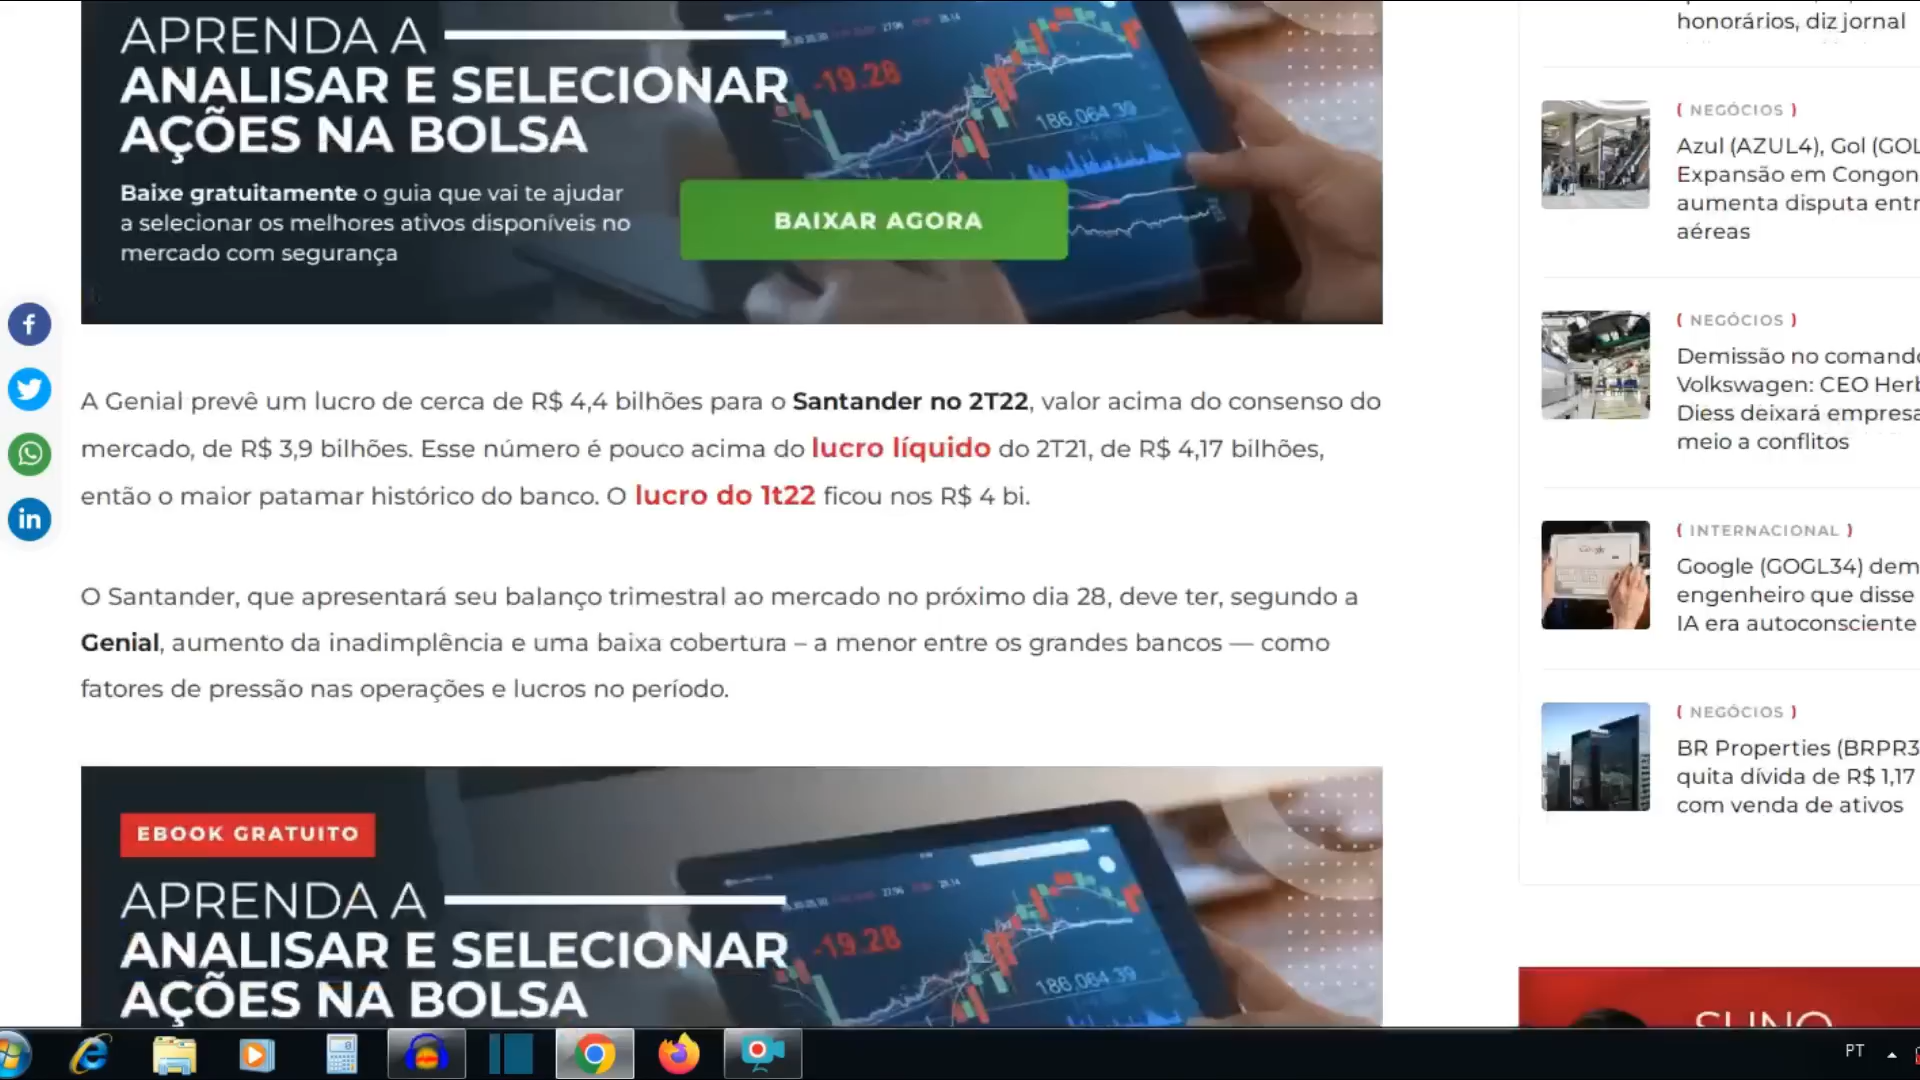 APRENDA A
ANALISAR E SELECIONAR
AÇÕES NA BOLSA
Baixe gratuitamente o guia que vai te ajudar
a selecionar os melhores ativos disponíveis no
mercado com segurança
BAIXAR AGORA
-19.28
186,064.39
A Genial prevê um lucro de cerca de R$ 4,4 bilhões para o Santander no 2T22, valor acima do consenso do
mercado, de R$ 3,9 bilhões. Esse número é pouco acima do lucro líquido do 2T21, de R$ 4,17 bilhões,
então o maior patamar histórico do banco. O lucro do 1t22 ficou nos R$ 4 bi.
O Santander, que apresentará seu balanço trimestral ao mercado no próximo dia 28, deve ter, segundo a
Genial, aumento da inadimplência e uma baixa cobertura – a menor entre os grandes bancos — como
fatores de pressão nas operações e lucros no período.
EBOOK GRATUITO
APRENDA A
ANALISAR E SELECIONAR
AÇÕES NA BOLSA
-19.28
186,064.39
honorários, diz jornal
( NEGÓCIOS )
Azul (AZUL4), Gol (GOL
Expansão em Congon
aumenta disputa entr
aéreas
( NEGÓCIOS )
Demissão no comando
Volkswagen: CEO Herb
Diess deixará empresa
meio a conflitos
( INTERNACIONAL )
Google (GOGL34) dem
engenheiro que disse
IA era autoconsciente
( NEGÓCIOS )
BR Properties (BRPR3
quita dívida de R$ 1,17
com venda de ativos
SUNO
PT